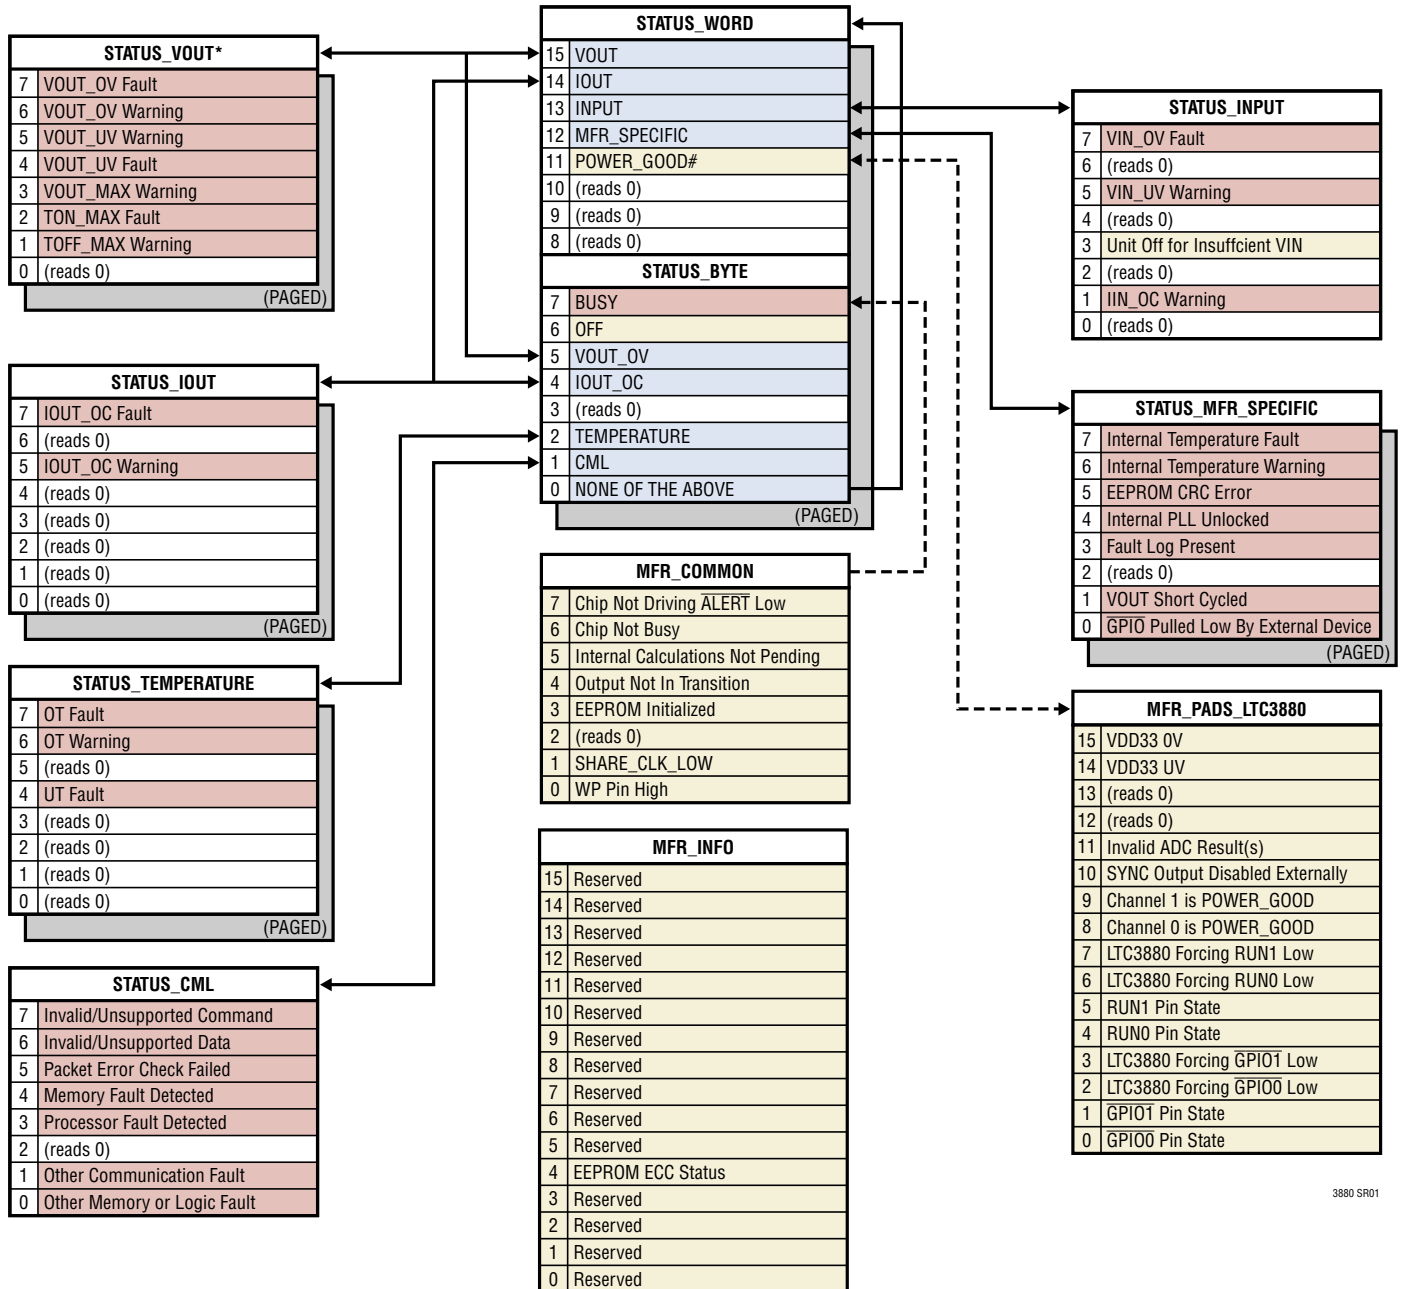 STATUS_VOUT*
7 VOUT_OV Fault
6 VOUT_OV Warning
5 VOUT_UV Warning
4 VOUT_UV Fault
3 VOUT_MAX Warning
2 TON_MAX Fault
1 TOFF_MAX Warning
0 (reads 0)
(PAGED)
STATUS_IOUT
7 IOUT_OC Fault
6 (reads 0)
5 IOUT_OC Warning
4 (reads 0)
3 (reads 0)
2 (reads 0)
1 (reads 0)
0 (reads 0)
(PAGED)
STATUS_TEMPERATURE
7 OT Fault
6 OT Warning
5 (reads 0)
4 UT Fault
3 (reads 0)
2 (reads 0)
1 (reads 0)
0 (reads 0)
(PAGED)
STATUS_CML
7 Invalid/Unsupported Command
6 Invalid/Unsupported Data
5 Packet Error Check Failed
4 Memory Fault Detected
3 Processor Fault Detected
2 (reads 0)
1 Other Communication Fault
0 Other Memory or Logic Fault
STATUS_WORD
15 VOUT
14 IOUT
13 INPUT
12 MFR_SPECIFIC
11 POWER_GOOD#
10 (reads 0)
9 (reads 0)
8 (reads 0)
STATUS_BYTE
7 BUSY
6 OFF
5 VOUT_OV
4 IOUT_OC
3 (reads 0)
2 TEMPERATURE
1 CML
0 NONE OF THE ABOVE
(PAGED)
MFR_COMMON
7 Chip Not Driving ALERT Low
6 Chip Not Busy
5 Internal Calculations Not Pending
4 Output Not In Transition
3 EEPROM Initialized
2 (reads 0)
1 SHARE_CLK_LOW
0 WP Pin High
MFR_INFO
15 Reserved
14 Reserved
13 Reserved
12 Reserved
11 Reserved
10 Reserved
9 Reserved
8 Reserved
7 Reserved
6 Reserved
5 Reserved
4 EEPROM ECC Status
3 Reserved
2 Reserved
1 Reserved
0 Reserved
STATUS_INPUT
7 VIN_OV Fault
6 (reads 0)
5 VIN_UV Warning
4 (reads 0)
3 Unit Off for Insuffcient VIN
2 (reads 0)
1 IIN_OC Warning
0 (reads 0)
STATUS_MFR_SPECIFIC
7 Internal Temperature Fault
6 Internal Temperature Warning
5 EEPROM CRC Error
4 Internal PLL Unlocked
3 Fault Log Present
2 (reads 0)
1 VOUT Short Cycled
0 GPIO Pulled Low By External Device
(PAGED)
MFR_PADS_LTC3880
15 VDD33 OV
14 VDD33 UV
13 (reads 0)
12 (reads 0)
11 Invalid ADC Result(s)
10 SYNC Output Disabled Externally
9 Channel 1 is POWER_GOOD
8 Channel 0 is POWER_GOOD
7 LTC3880 Forcing RUN1 Low
6 LTC3880 Forcing RUN0 Low
5 RUN1 Pin State
4 RUN0 Pin State
3 LTC3880 Forcing GPIO1 Low
2 LTC3880 Forcing GPIO0 Low
1 GPIO1 Pin State
0 GPIO0 Pin State
3880 SR01